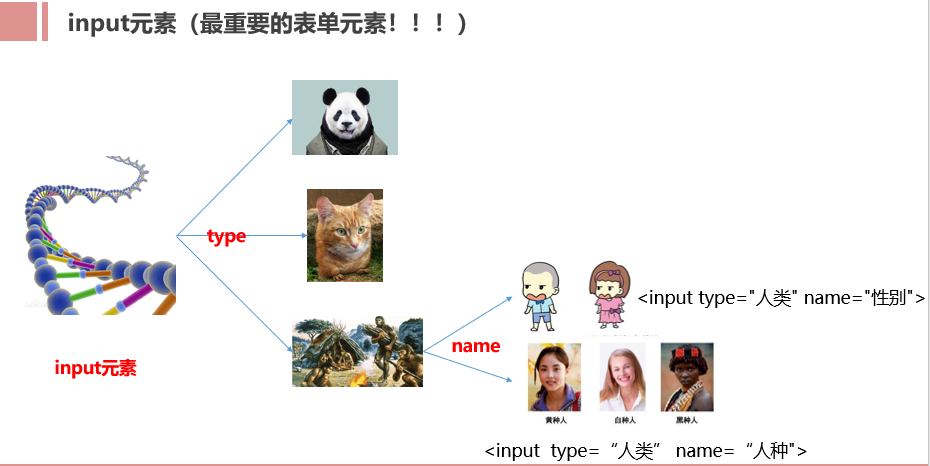 input元素（最重要的表单元素！！！）
type
<input type="人类" name="性别">
name
input元素
黄种人 白种人 黑种人
<input type=“人类” name=“人种">